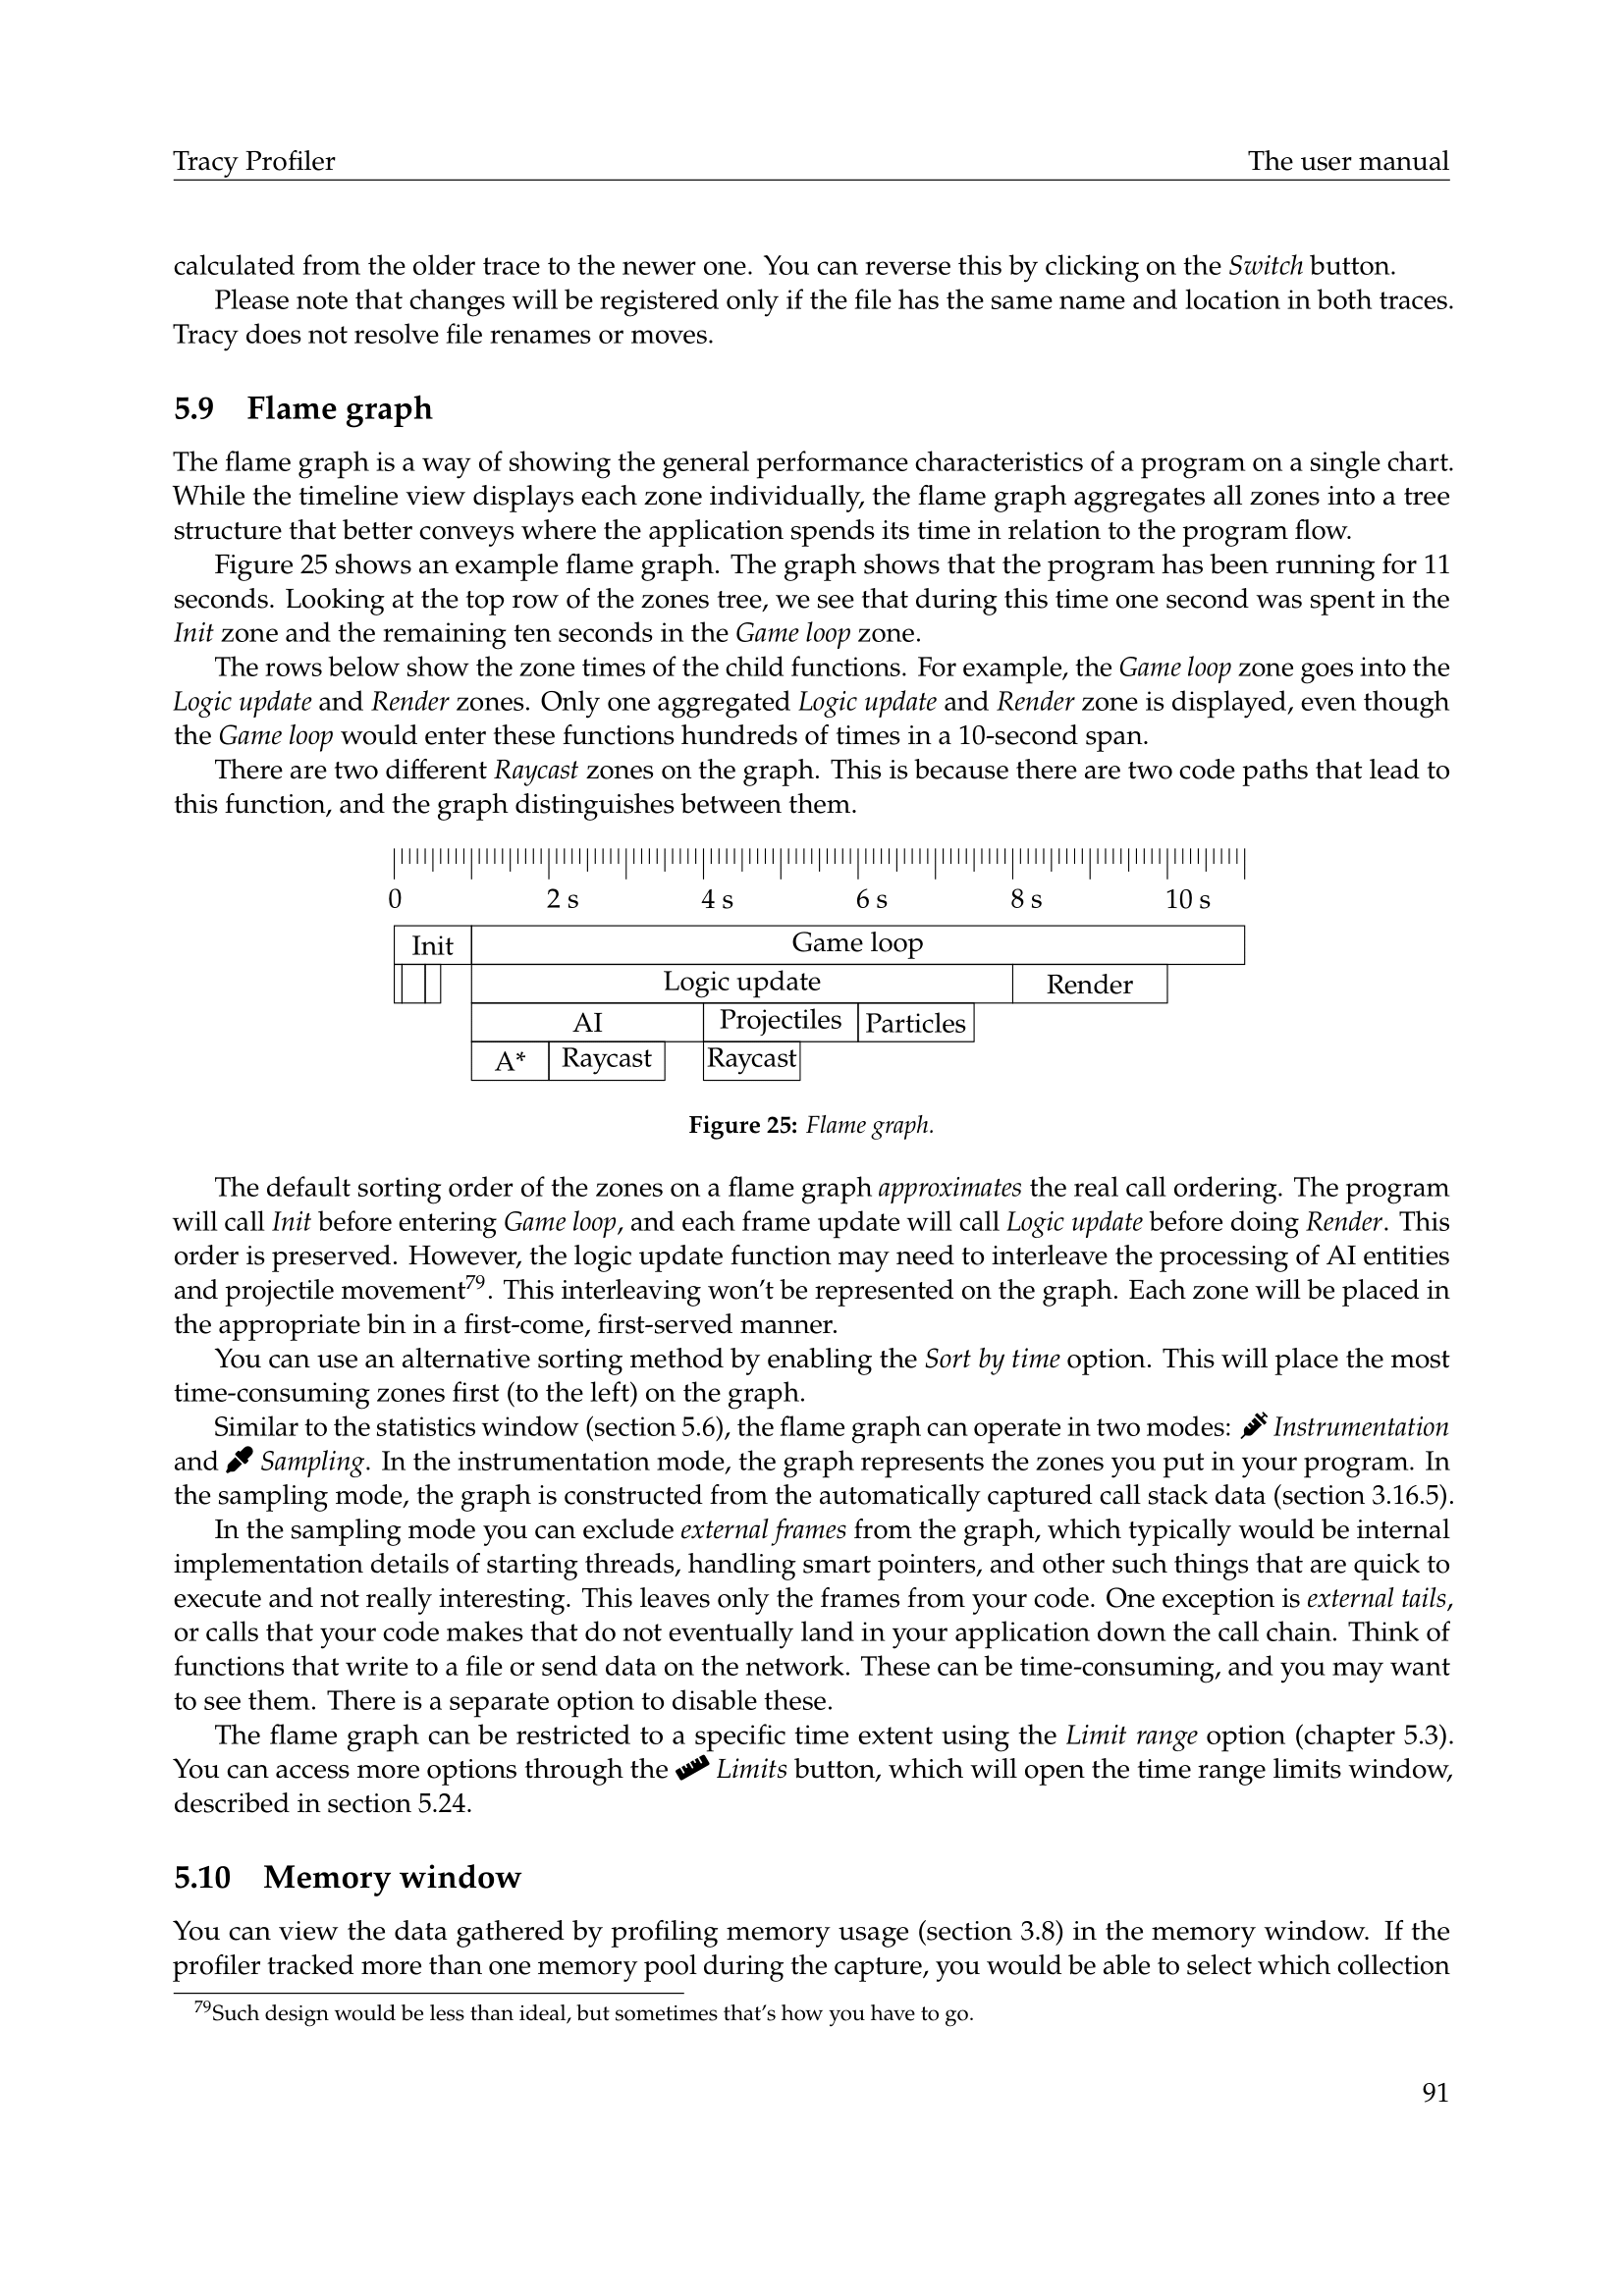 Tracy Profiler
The user manual
calculated from the older trace to the newer one. You can reverse this by clicking on the Switch button.
Please note that changes will be registered only if the file has the same name and location in both traces.
Tracy does not resolve file renames or moves.
5.9 Flame graph
The flame graph is a way of showing the general performance characteristics of a program on a single chart.
While the timeline view displays each zone individually, the flame graph aggregates all zones into a tree
structure that better conveys where the application spends its time in relation to the program flow.
Figure 25 shows an example flame graph. The graph shows that the program has been running for 11
seconds. Looking at the top row of the zones tree, we see that during this time one second was spent in the
Init zone and the remaining ten seconds in the Game loop zone.
The rows below show the zone times of the child functions. For example, the Game loop zone goes into the
Logic update and Render zones. Only one aggregated Logic update and Render zone is displayed, even though
the Game loop would enter these functions hundreds of times in a 10-second span.
There are two different Raycast zones on the graph. This is because there are two code paths that lead to
this function, and the graph distinguishes between them.
0 2 s 4 s 6 s 8 s 10 s
Init Game loop
Logic update Render
AI Projectiles Particles
A* Raycast Raycast
Figure 25: Flame graph.
The default sorting order of the zones on a flame graph approximates the real call ordering. The program
will call Init before entering Game loop, and each frame update will call Logic update before doing Render. This
order is preserved. However, the logic update function may need to interleave the processing of AI entities
and projectile movement79. This interleaving won't be represented on the graph. Each zone will be placed in
the appropriate bin in a first-come, first-served manner.
You can use an alternative sorting method by enabling the Sort by time option. This will place the most
time-consuming zones first (to the left) on the graph.
Similar to the statistics window (section 5.6), the flame graph can operate in two modes: Instrumentation
and Sampling. In the instrumentation mode, the graph represents the zones you put in your program. In
the sampling mode, the graph is constructed from the automatically captured call stack data (section 3.16.5).
In the sampling mode you can exclude external frames from the graph, which typically would be internal
implementation details of starting threads, handling smart pointers, and other such things that are quick to
execute and not really interesting. This leaves only the frames from your code. One exception is external tails,
or calls that your code makes that do not eventually land in your application down the call chain. Think of
functions that write to a file or send data on the network. These can be time-consuming, and you may want
to see them. There is a separate option to disable these.
The flame graph can be restricted to a specific time extent using the Limit range option (chapter 5.3).
You can access more options through the Limits button, which will open the time range limits window,
described in section 5.24.
5.10 Memory window
You can view the data gathered by profiling memory usage (section 3.8) in the memory window. If the
profiler tracked more than one memory pool during the capture, you would be able to select which collection
79Such design would be less than ideal, but sometimes that's how you have to go.
91